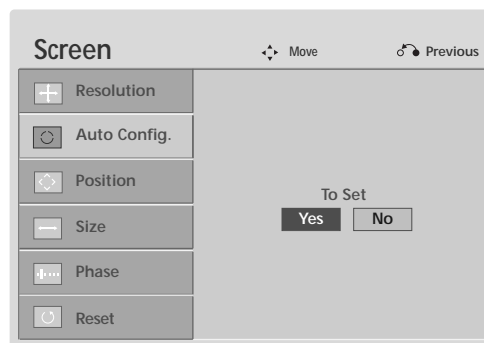 Screen
Move
Previous
Resolution
Auto Config.
Position
Size
Phase
Reset
To Set
Yes
No